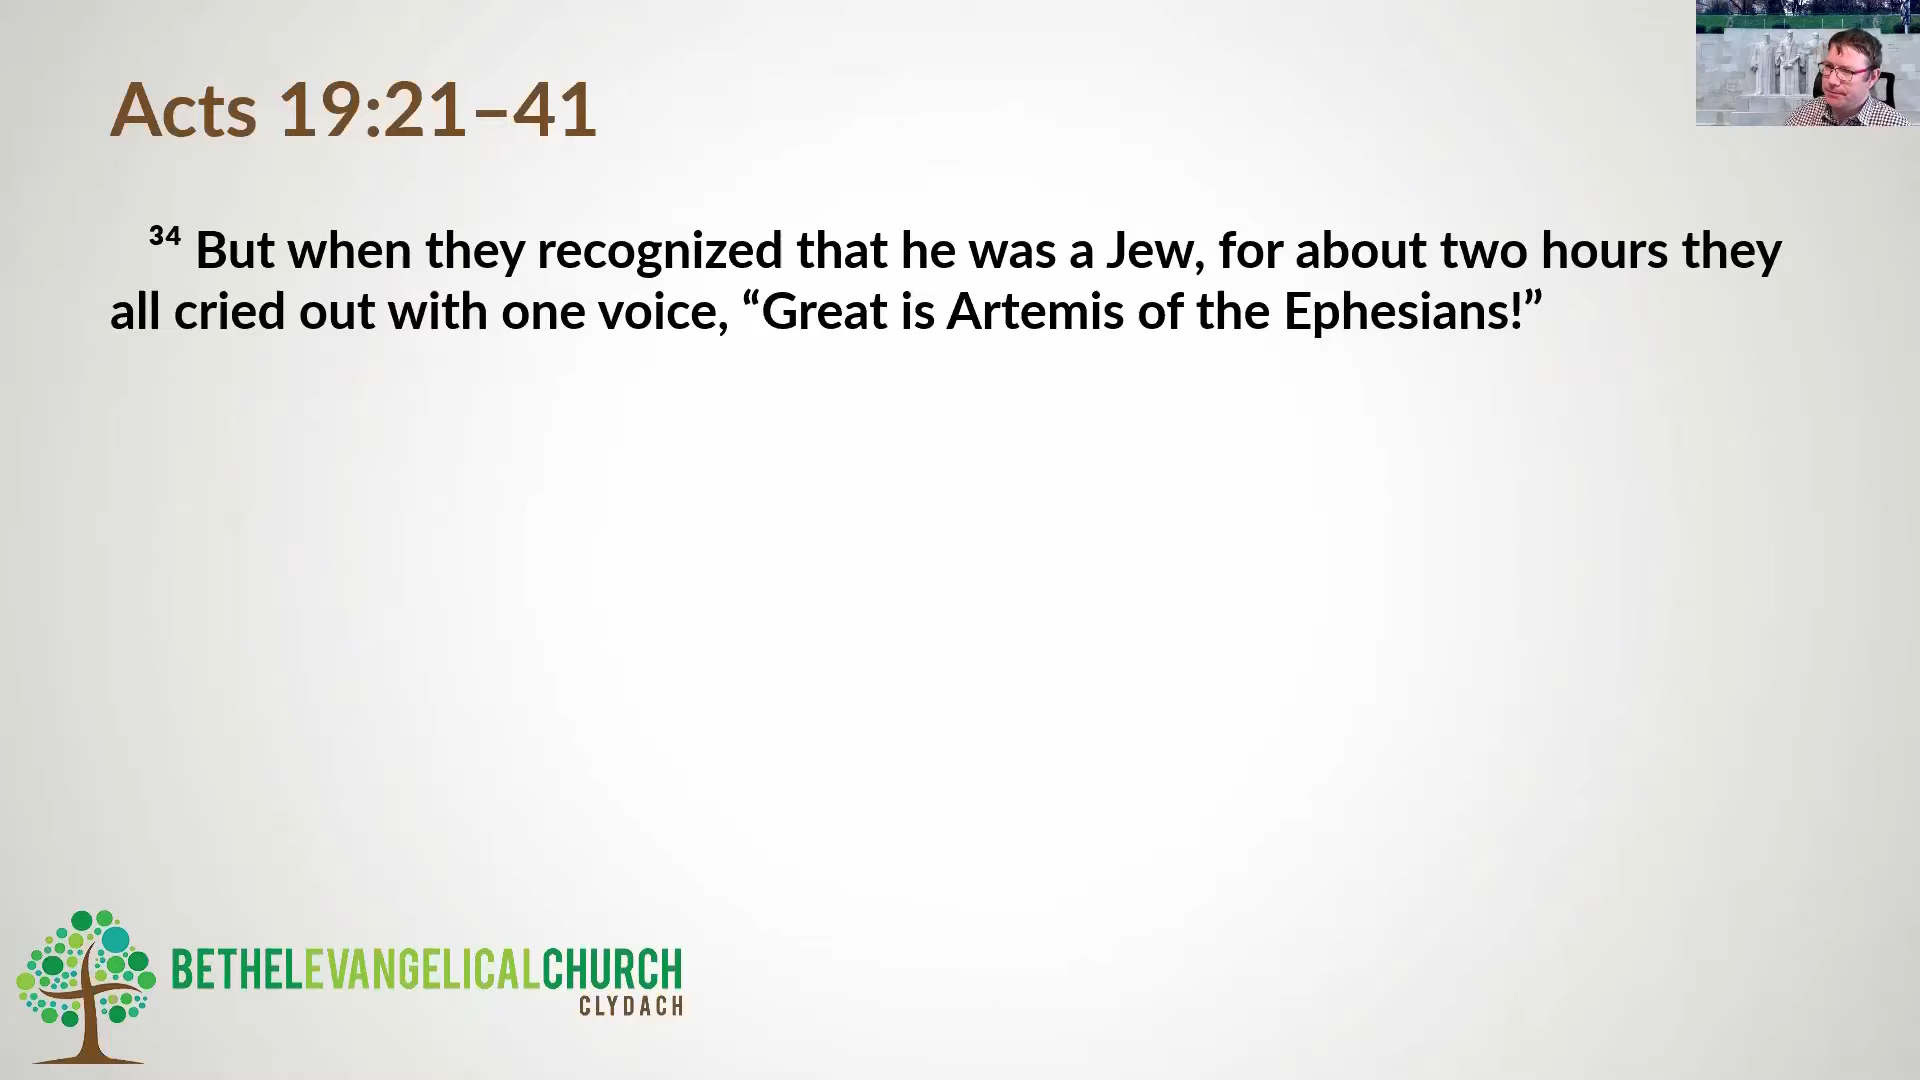 Acts 19:21–41
³⁴ But when they recognized that he was a Jew, for about two hours they
all cried out with one voice, “Great is Artemis of the Ephesians!”
BETHELEVANGELICALCHURCH
CLYDACH